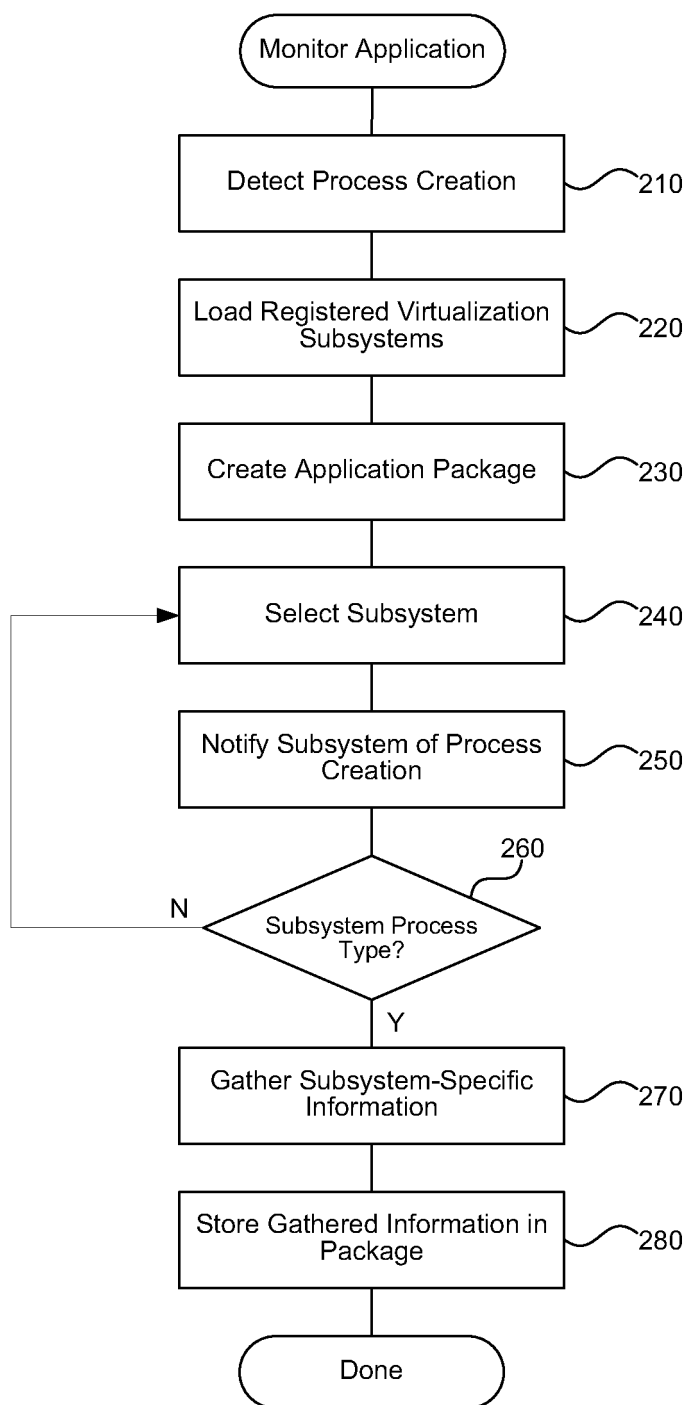 Monitor Application
Detect Process Creation
210
Load Registered Virtualization
Subsystems
220
Create Application Package
230
Select Subsystem
240
Notify Subsystem of Process
Creation
250
260
N
Subsystem Process
Type?
Y
Gather Subsystem-Specific
Information
270
Store Gathered Information in
Package
280
Done